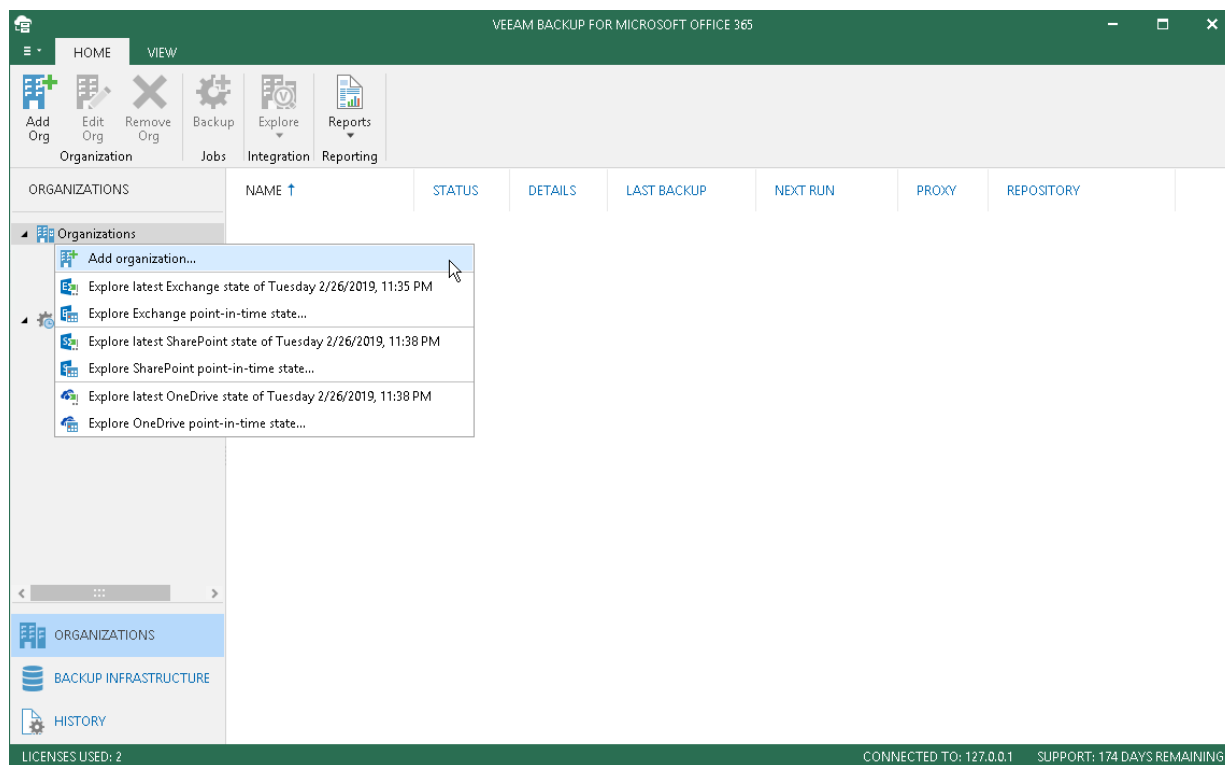 VEEAM BACKUP FOR MICROSOFT OFFICE 365
HOME VIEW
Add Org
Edit Org
Remove Org
Backup
Explore
Reports
Organization Jobs Integration Reporting
ORGANIZATIONS
NAME ↑ STATUS DETAILS LAST BACKUP NEXT RUN PROXY REPOSITORY
Organizations
Add organization...
Explore latest Exchange state of Tuesday 2/26/2019, 11:35 PM
Explore Exchange point-in-time state...
Explore latest SharePoint state of Tuesday 2/26/2019, 11:38 PM
Explore SharePoint point-in-time state...
Explore latest OneDrive state of Tuesday 2/26/2019, 11:38 PM
Explore OneDrive point-in-time state...
ORGANIZATIONS
BACKUP INFRASTRUCTURE
HISTORY
LICENSES USED: 2 CONNECTED TO: 127.0.0.1 SUPPORT: 174 DAYS REMAINING